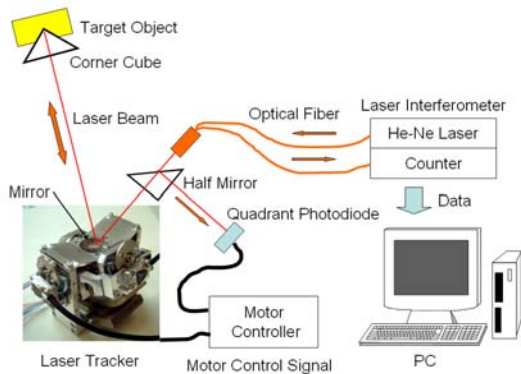 Target Object
Corner Cube
Optical Fiber
Laser Interferometer
Laser Beam
He-Ne Laser
Counter
Half Mirror
Mirror
Quadrant Photodiode
Data
Motor
Controller
Laser Tracker
Motor Control Signal
PC